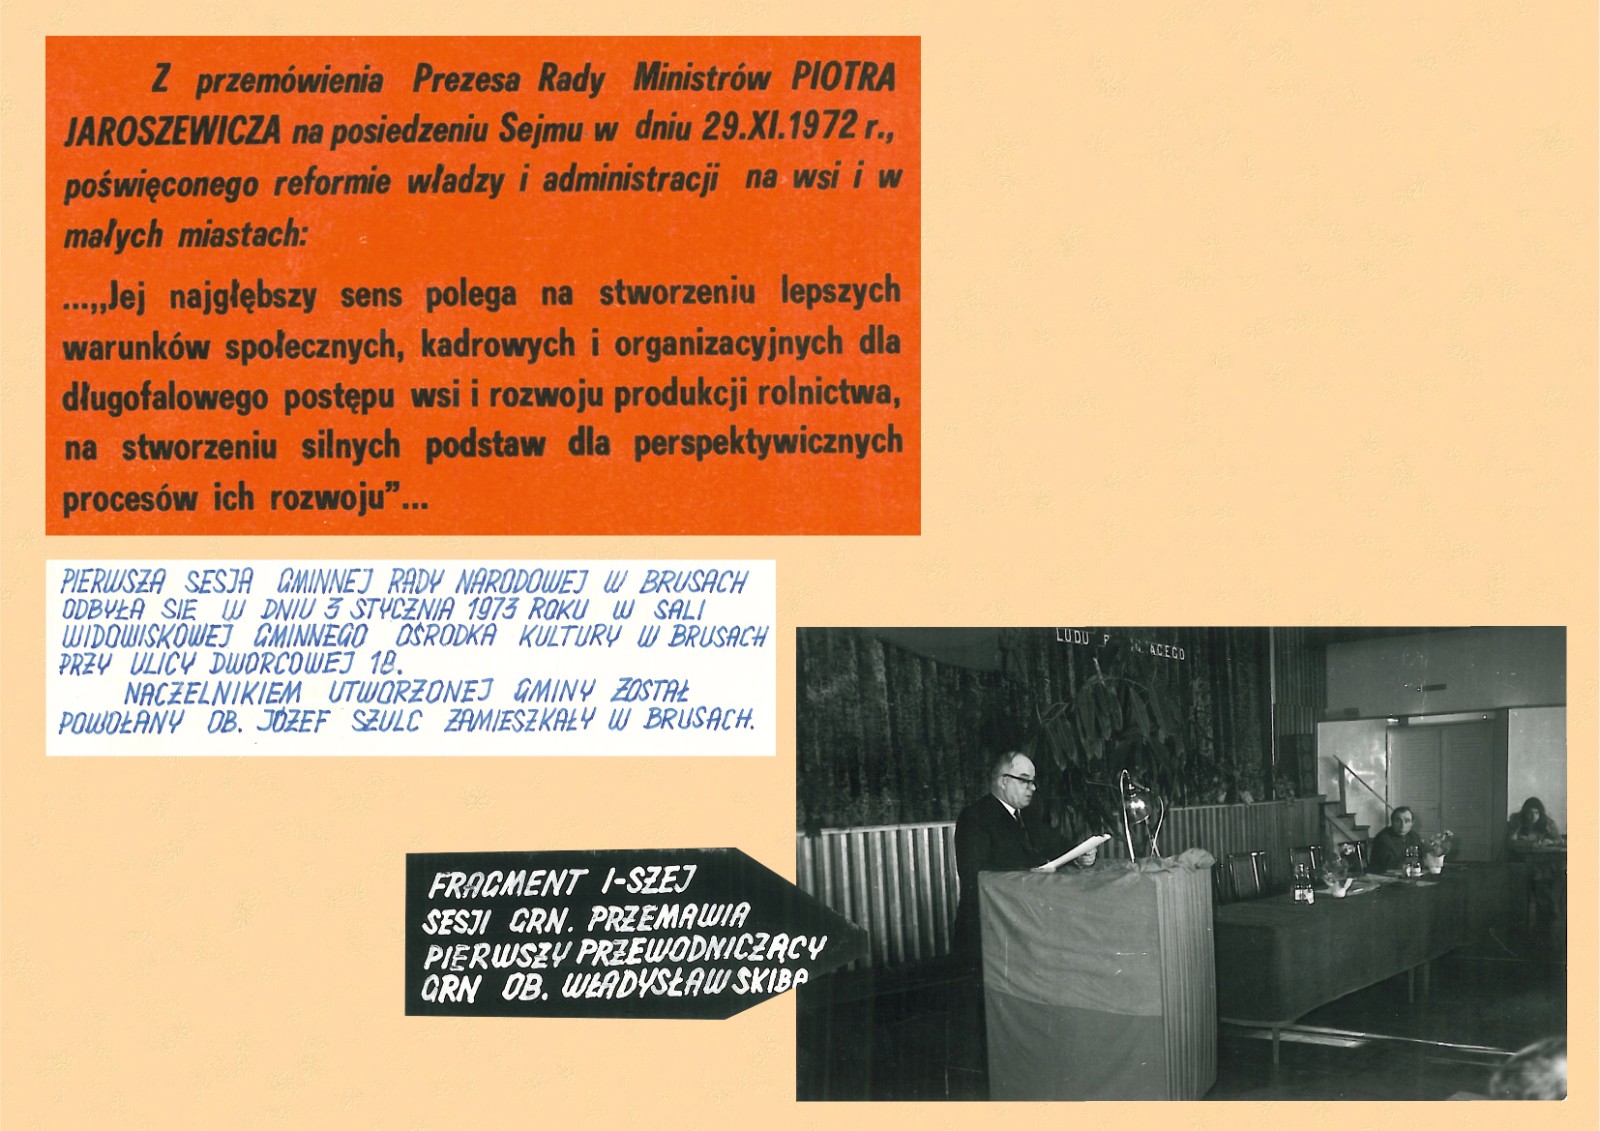 Z przemówienia Prezesa Rady Ministrów PIOTRA
JAROSZEWICZA na posiedzeniu Sejmu w dniu 29.XI.1972 r.,
poświęconego reformie władzy i administracji na wsi i w
małych miastach:
...„Jej najgłębszy sens polega na stworzeniu lepszych
warunków społecznych, kadrowych i organizacyjnych dla
długofalowego postępu wsi i rozwoju produkcji rolnictwa,
na stworzeniu silnych podstaw dla perspektywicznych
procesów ich rozwoju”...
PIERWSZA SESJA GMINNEJ RADY NARODOWEJ W BRUSACH
ODBYŁA SIE W DNIU 3 STYCZNIA 1973 ROKU W SALI
WIDOWISKOWEJ GMINNEGO OŚRODKA KULTURY W BRUSACH
PRZY ULICY DWORCOWEJ 18.
NACZELNIKIEM UTWORZONEJ GMINY ZOSTAŁ
POWOŁANY OB. JÓZEF SZULC ZAMIESZKAŁY W BRUSACH.
LUDU
FRAGMENT I-SZEJ
SESJI GRN. PRZEMAWIA
PIERWSZY PRZEWODNICZĄCY
GRN OB. WŁADYSŁAW SKIBA